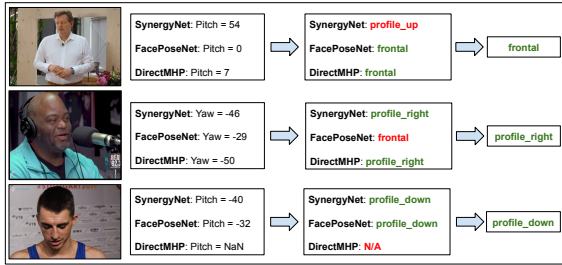 SynergyNet: Pitch = 54
FacePoseNet: Pitch = 0
DirectMHP: Pitch = 7
SynergyNet: profile_up
FacePoseNet: frontal
DirectMHP: frontal
frontal
SynergyNet: Yaw = -46
FacePoseNet: Yaw = -29
DirectMHP: Yaw = -50
SynergyNet: profile_right
FacePoseNet: frontal
DirectMHP: profile_right
profile_right
SynergyNet: Pitch = -40
FacePoseNet: Pitch = -32
DirectMHP: Pitch = NaN
SynergyNet: profile_down
FacePoseNet: profile_down
DirectMHP: N/A
profile_down